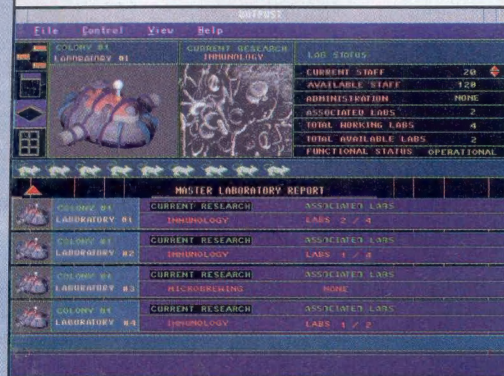 OUTPOST
File Control View Help
COLONY #1
LABORATORY #1
CURRENT RESEARCH
IMMUNOLOGY
LAB STATUS
CURRENT STAFF 20
AVAILABLE STAFF 120
ADMINISTRATION NONE
ASSOCIATED LABS 2
TOTAL WORKING LABS 4
TOTAL AVAILABLE LABS 2
FUNCTIONAL STATUS OPERATIONAL
MASTER LABORATORY REPORT
COLONY #1 CURRENT RESEARCH ASSOCIATED LABS
LABORATORY #1 IMMUNOLOGY LABS 2 / 4
COLONY #1 CURRENT RESEARCH ASSOCIATED LABS
LABORATORY #2 IMMUNOLOGY LABS 1 / 4
COLONY #1 CURRENT RESEARCH ASSOCIATED LABS
LABORATORY #3 MICROBREWING NONE
COLONY #1 CURRENT RESEARCH ASSOCIATED LABS
LABORATORY #4 IMMUNOLOGY LABS 1 / 2